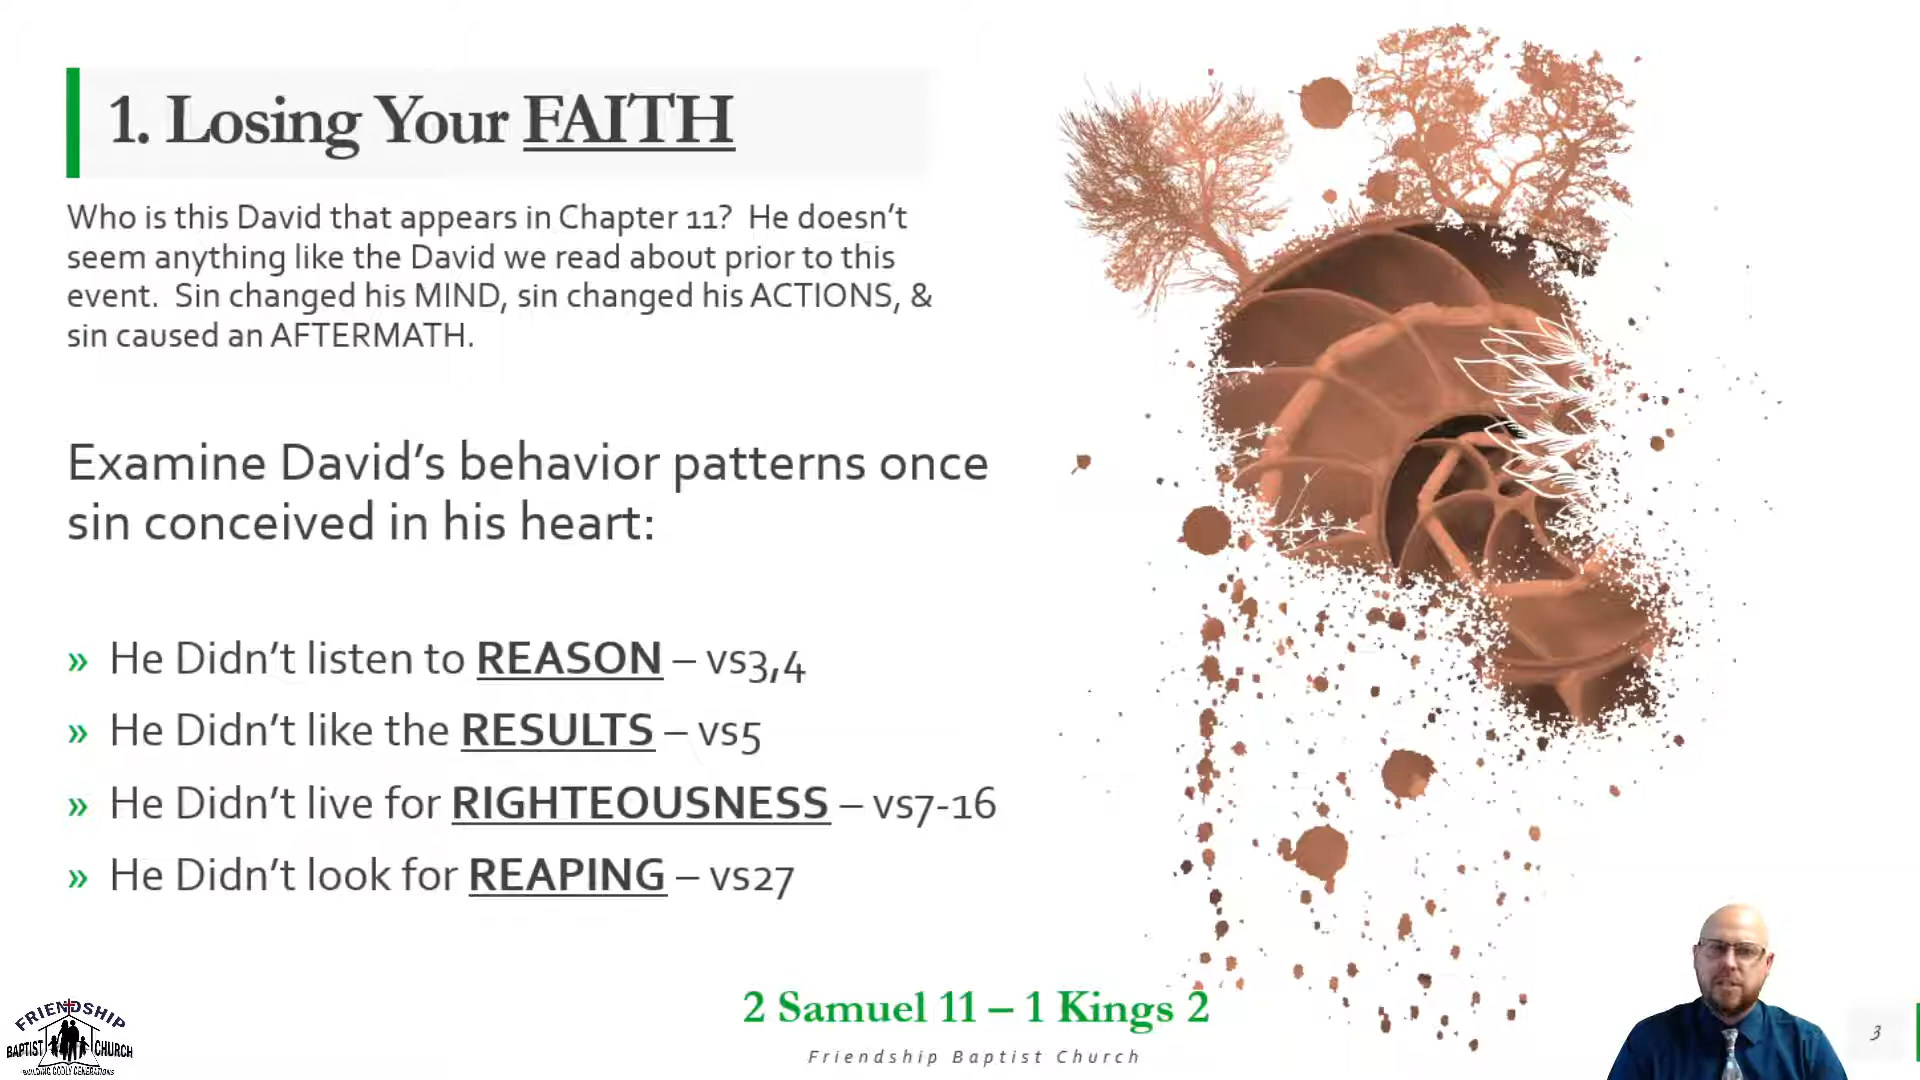 1. Losing Your FAITH
Who is this David that appears in Chapter 11? He doesn't
seem anything like the David we read about prior to this
event. Sin changed his MIND, sin changed his ACTIONS, &
sin caused an AFTERMATH.
Examine David's behavior patterns once
sin conceived in his heart:
» He Didn't listen to REASON – vs3,4
» He Didn't like the RESULTS – vs5
» He Didn't live for RIGHTEOUSNESS – vs7-16
» He Didn't look for REAPING – vs27
2 Samuel 11 – 1 Kings 2
Friendship Baptist Church
3
FRIENDSHIP
BAPTIST CHURCH
BUILDING GODLY GENERATIONS